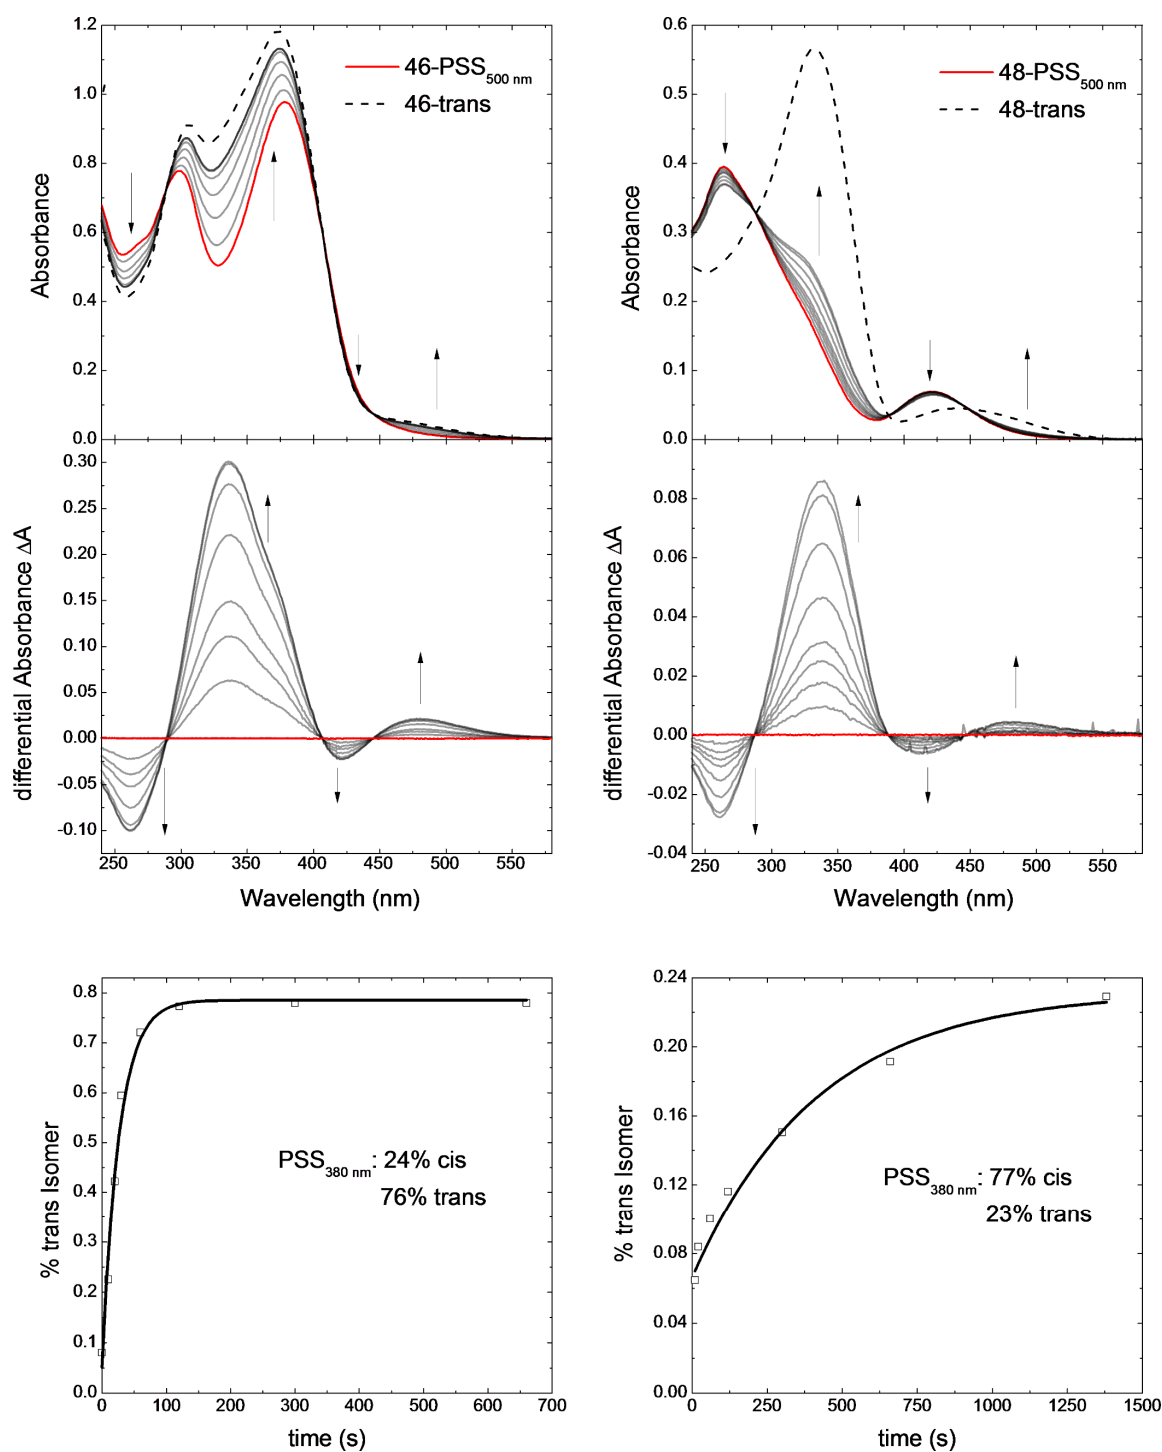 1.2
1.0
0.8
0.6
0.4
0.2
0.0
Absorbance
46-PSS500 nm
46-trans
0.6
0.5
0.4
0.3
0.2
0.1
0.0
Absorbance
48-PSS500 nm
48-trans
0.30
0.25
0.20
0.15
0.10
0.05
0.00
-0.05
-0.10
differential Absorbance ΔA
250 300 350 400 450 500 550
Wavelength (nm)
0.08
0.06
0.04
0.02
0.00
-0.02
-0.04
differential Absorbance ΔA
250 300 350 400 450 500 550
Wavelength (nm)
0.8
0.7
0.6
0.5
0.4
0.3
0.2
0.1
0.0
% trans Isomer
PSS380 nm: 24% cis
76% trans
0 100 200 300 400 500 600 700
time (s)
0.24
0.20
0.16
0.12
0.08
0.04
0.00
% trans Isomer
PSS380 nm: 77% cis
23% trans
0 250 500 750 1000 1250 1500
time (s)